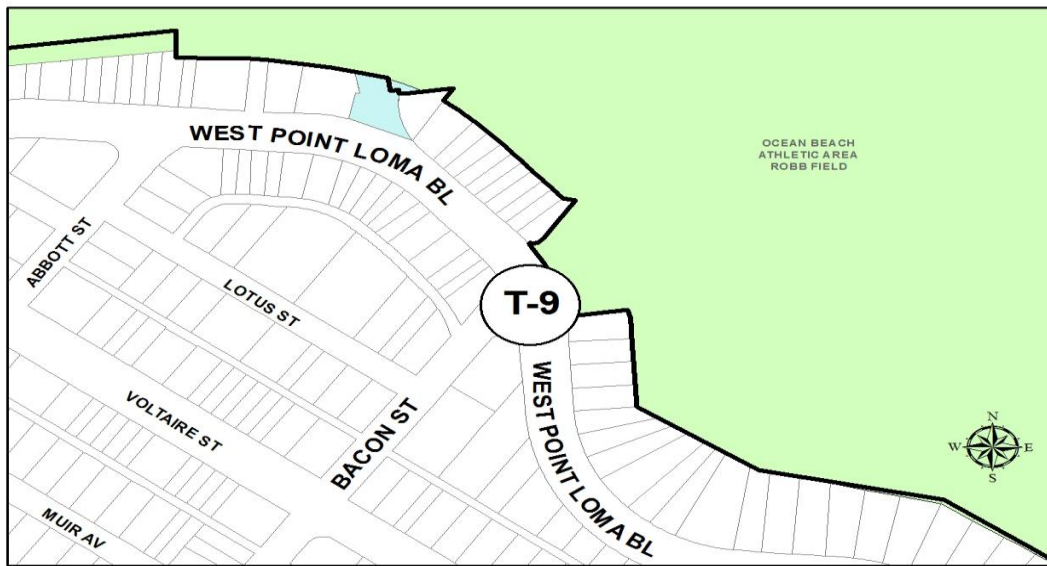 WEST POINT LOMA BL
OCEAN BEACH
ATHLETIC AREA
ROBB FIELD
ABBOTT ST
LOTUS ST
T-9
VOLTAIRE ST
BACON ST
WEST POINT LOMA BL
MUIR AV
N
W
E
S